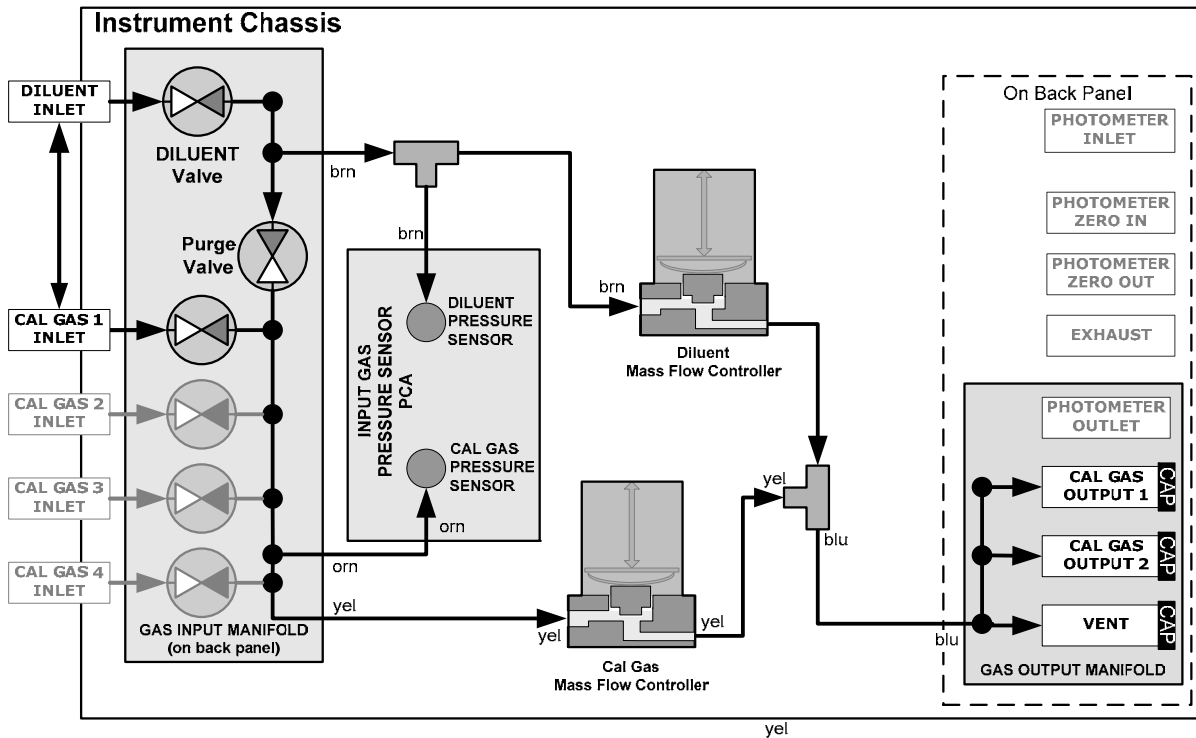 Instrument Chassis
DILUENT
INLET
DILUENT
Valve
brn
Purge
Valve
CAL GAS 1
INLET
CAL GAS 2
INLET
CAL GAS 3
INLET
CAL GAS 4
INLET
GAS INPUT MANIFOLD
(on back panel)
brn
INPUT GAS
PRESSURE SENSOR
PCA
DILUENT
PRESSURE
SENSOR
CAL GAS
PRESSURE
SENSOR
orn
orn
yel
brn
Diluent
Mass Flow Controller
yel
yel
Cal Gas
Mass Flow Controller
yel
blu
On Back Panel
PHOTOMETER
INLET
PHOTOMETER
ZERO IN
PHOTOMETER
ZERO OUT
EXHAUST
PHOTOMETER
OUTLET
CAL GAS
OUTPUT 1
CAP
CAL GAS
OUTPUT 2
CAP
VENT
CAP
blu
GAS OUTPUT MANIFOLD
yel